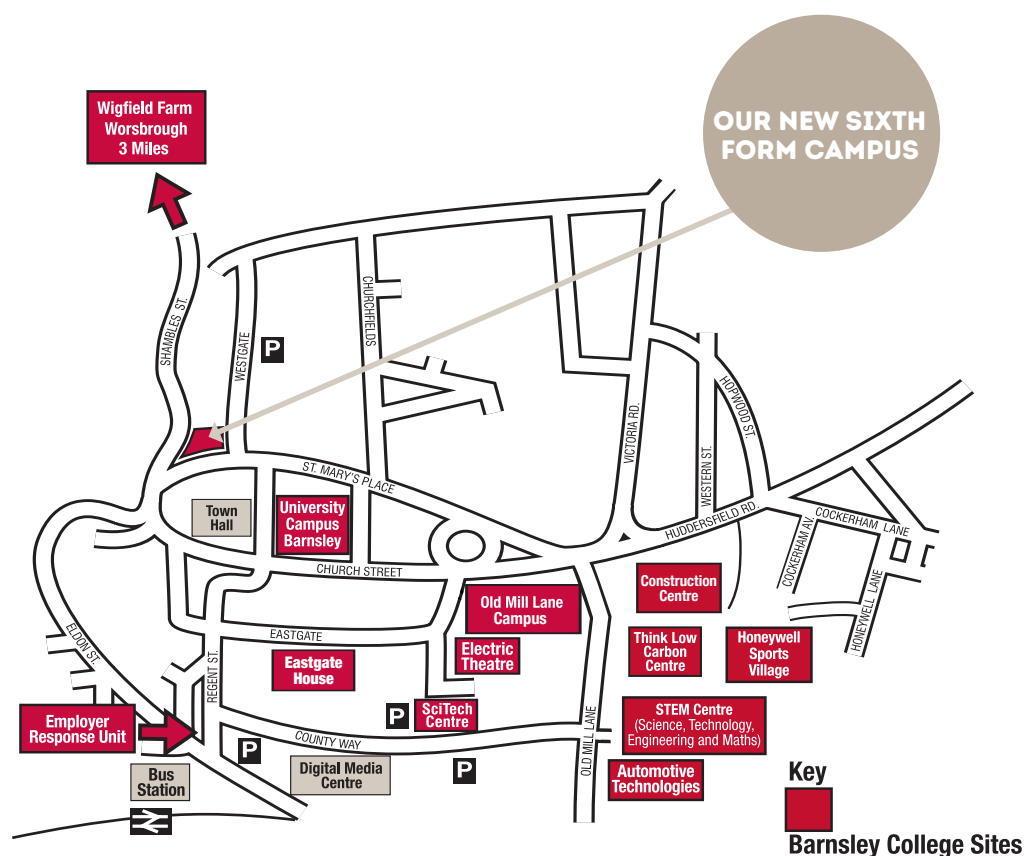 OUR NEW SIXTH
FORM CAMPUS
Wigfield Farm
Worsbrough
3 Miles
SHAMBLES ST.
WESTGATE
P
CHURCHFIELDS
VICTORIA RD.
WESTERN ST.
HOPWOOD ST.
ST. MARY'S PLACE
HUDDERSFIELD RD.
COCKERHAM LANE
COCKERHAM AV.
HONEYWELL LANE
Town
Hall
University
Campus
Barnsley
CHURCH STREET
Construction
Centre
Old Mill Lane
Campus
EASTGATE
Electric
Theatre
Think Low
Carbon
Centre
Honeywell
Sports
Village
ELDON ST.
REGENT ST.
Eastgate
House
SciTech
Centre
P
STEM Centre
(Science, Technology,
Engineering and Maths)
Employer
Response Unit
COUNTY WAY
OLD MILL LANE
P
P
Bus
Station
Digital Media
Centre
Automotive
Technologies
Key
Barnsley College Sites